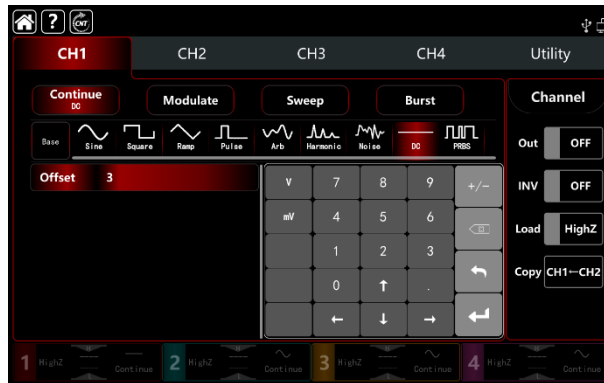 ? CNT
CH1 CH2 CH3 CH4 Utility
Continue
DC
Modulate Sweep Burst Channel
Base Sine Square Ramp Pulse Arb Harmonic Noise DC PRBS
Out OFF
Offset 3
V 7 8 9 +/-
INV OFF
mV 4 5 6
Load HighZ
1 2 3
Copy CH1←CH2
0 ↑ .
← ↓ →
1 HighZ Continue 2 HighZ Continue 3 HighZ Continue 4 HighZ Continue